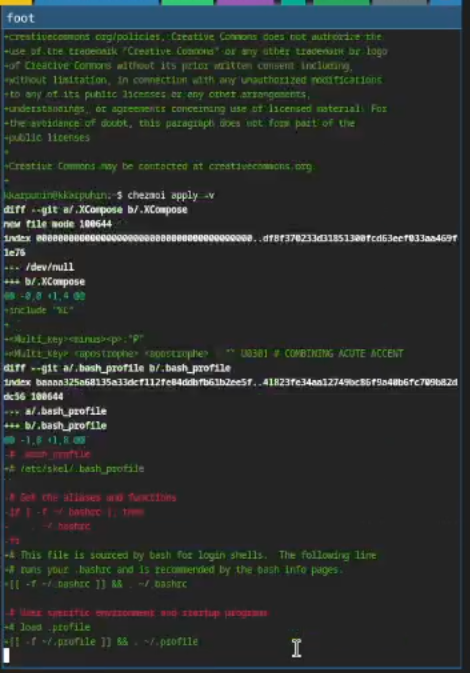 foot
+creativecommons org/policies, Creative Commons does not authorize the
+use of the trademark "Creative Commons" or any other trademark or logo
+of Creative Commons without its prior written consent including,
+without limitation, in connection with any unauthorized modifications
+to any of its public licenses or any other arrangements,
+understandings, or agreements concerning use of licensed material. For
+the avoidance of doubt, this paragraph does not form part of the
+public licenses
+
+Creative Commons may be contacted at creativecommons.org
$ chezmoi apply -v
diff --git a/.XCompose b/.XCompose
new file mode 100644
index
1e76
--- /dev/null
+++ b/.XCompose
@@ -0,0 +1,4 @@
+include "%L"
+
+<Multi_key><minus><p>:"₽"
+<Multi_key> <apostrophe> <apostrophe> U0301 # COMBINING ACUTE ACCENT
diff --git a/.bash_profile b/.bash_profile
index
dc56 100644
--- a/.bash_profile
+++ b/.bash_profile
@@ -1,8 +1,8 @@
-# .bash_profile
+# /etc/skel/.bash_profile
-# Get the aliases and functions
-if [ -f ~/.bashrc ]; then
- . ~/.bashrc
-fi
+# This file is sourced by bash for login shells. The following line
+# runs your .bashrc and is recommended by the bash info pages.
+[[ -f ~/.bashrc ]] && . ~/.bashrc
-# User specific environment and startup programs
+# load .profile
+[[ -f ~/.profile ]] && . ~/.profile